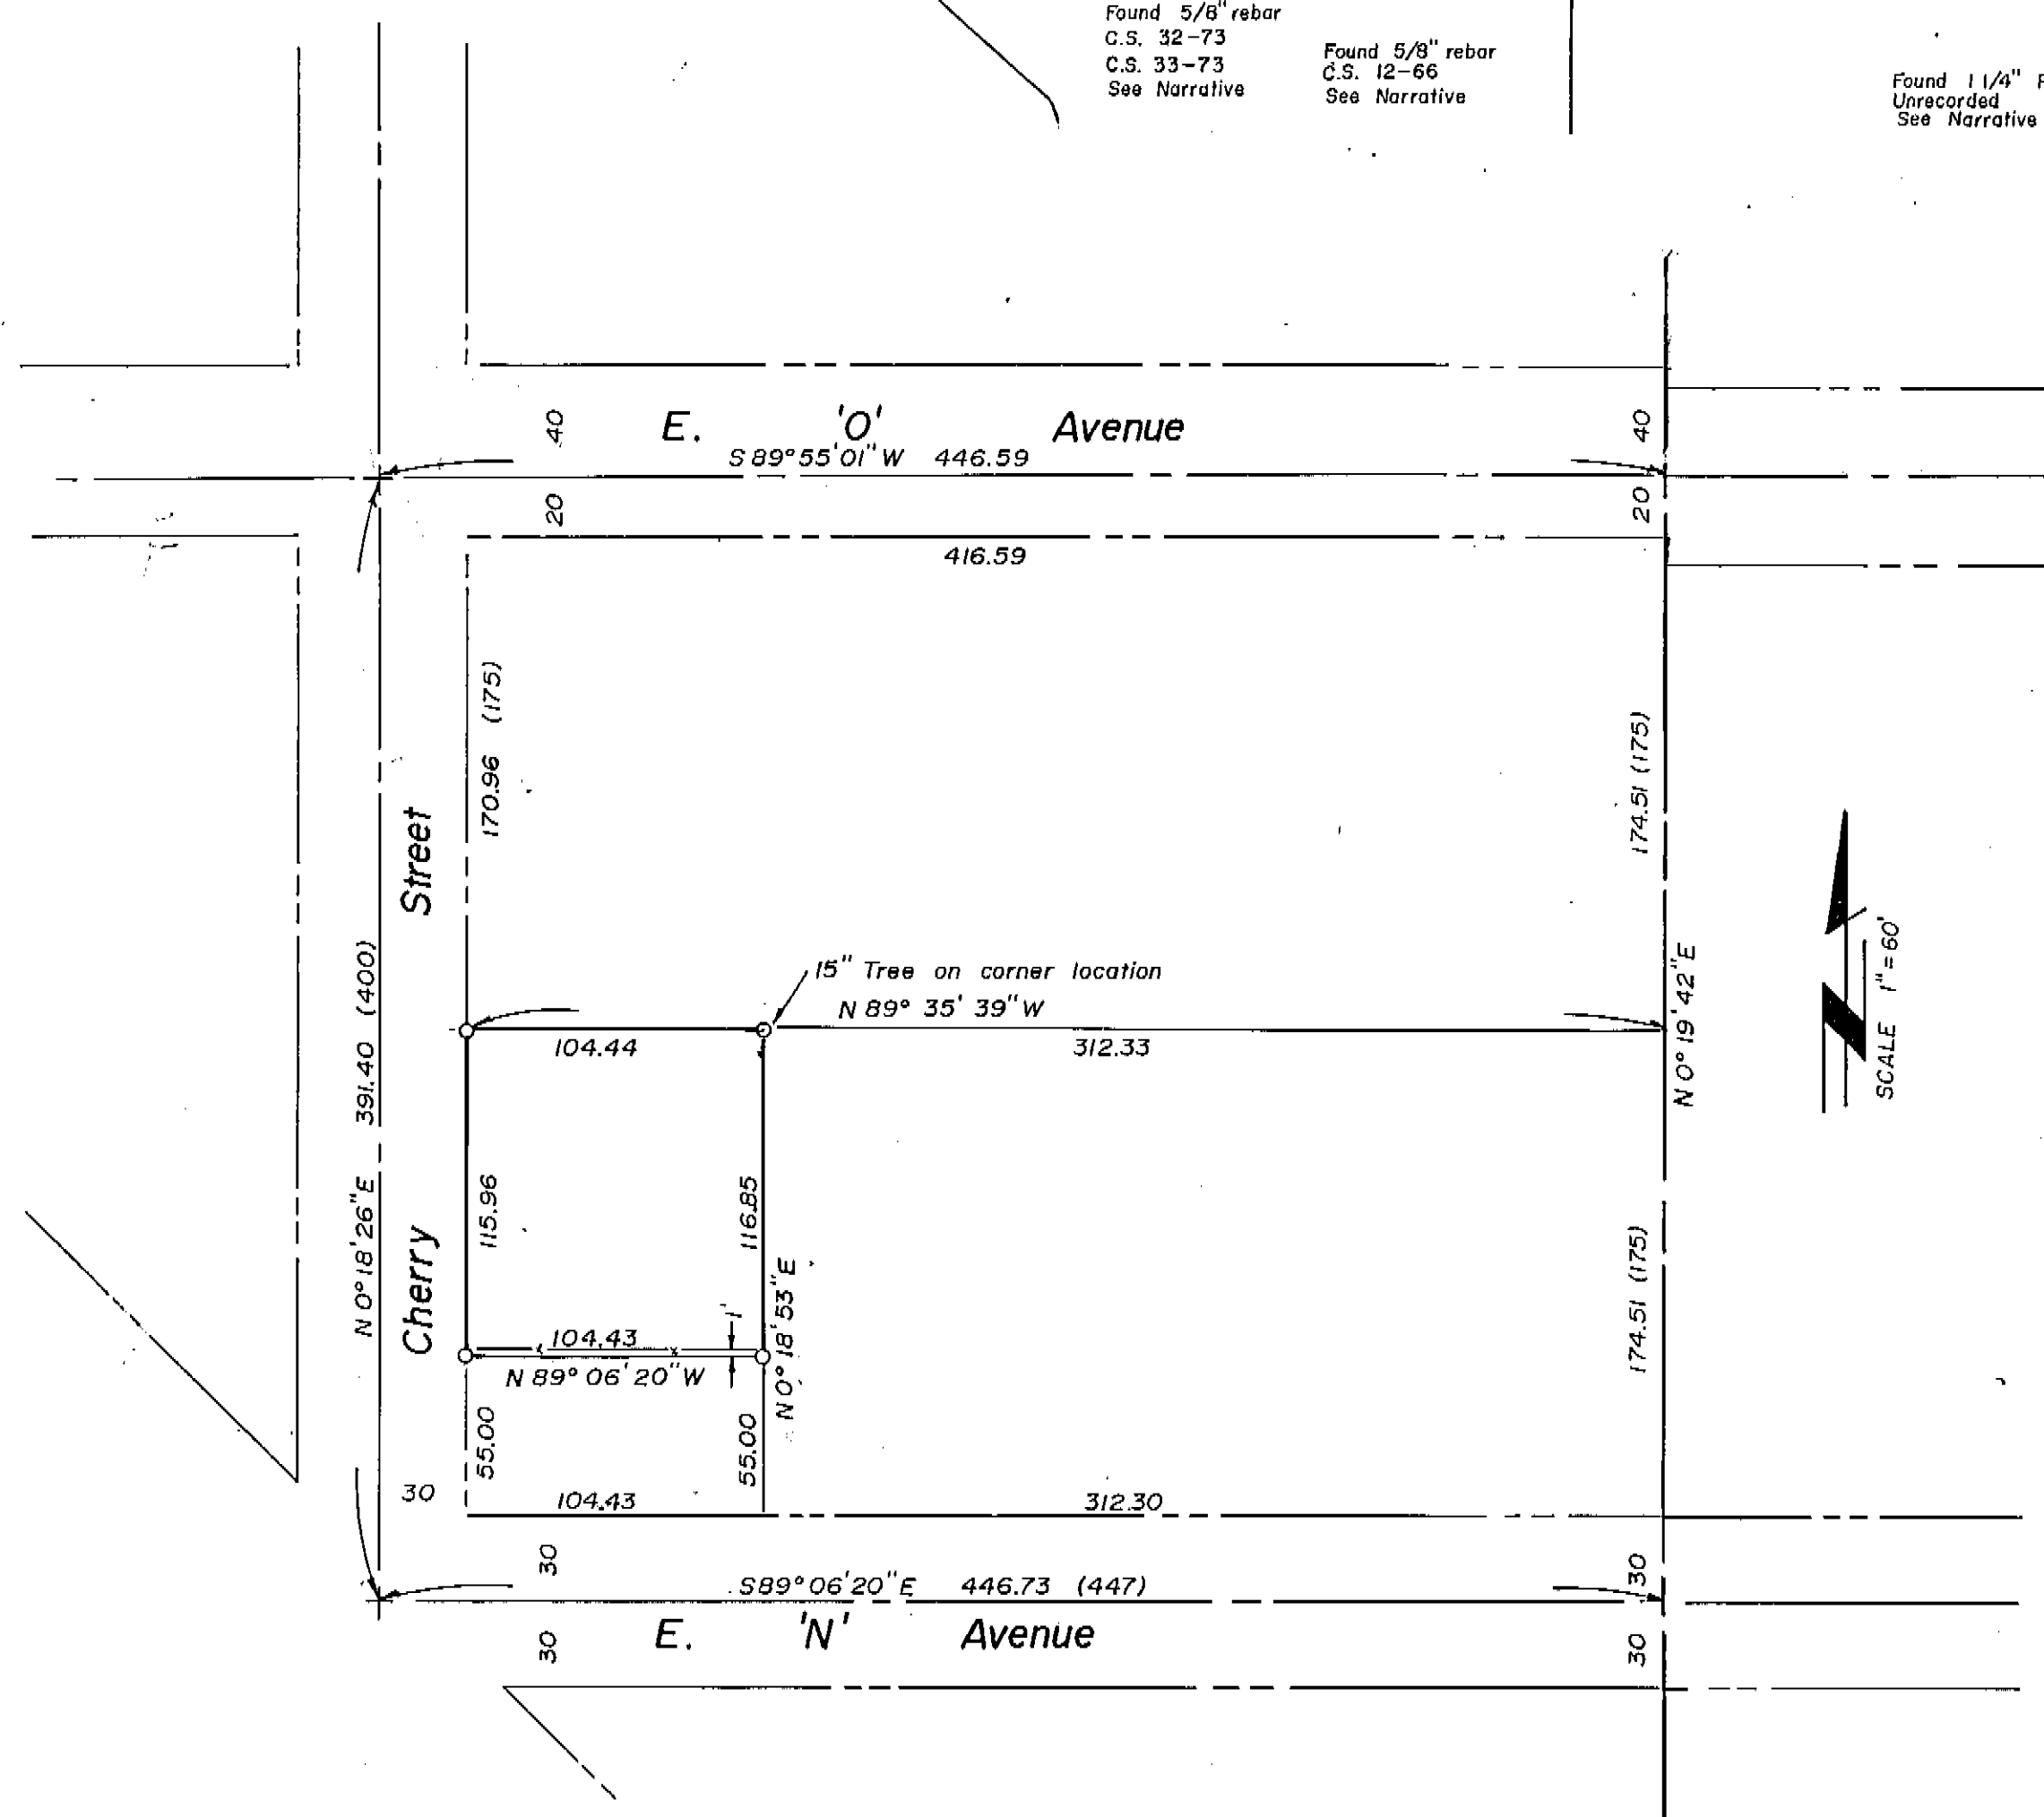 Found 5/8" rebar
C.S. 32-73
C.S. 33-73
See Narrative
Found 5/8" rebar
C.S. 12-66
See Narrative
Found 1 1/4"
Unrecorded
See Narrative
40
E. 'O' Avenue
40
S 89° 55' 01" W 446.59
20
20
416.59
170.96 (175)
174.51 (175)
Cherry Street
N 0° 18' 26" E 391.40 (400)
15" Tree on corner location
N 89° 35' 39" W
104.44
312.33
N 0° 19' 42" E
SCALE 1" = 60'
115.96
116.85
N 0° 18' 53" E
174.51 (175)
1'
104.43
N 89° 06' 20" W
55.00
55.00
30
104.43
312.30
30
30
S 89° 06' 20" E 446.73 (447)
E. 'N' Avenue
30
30